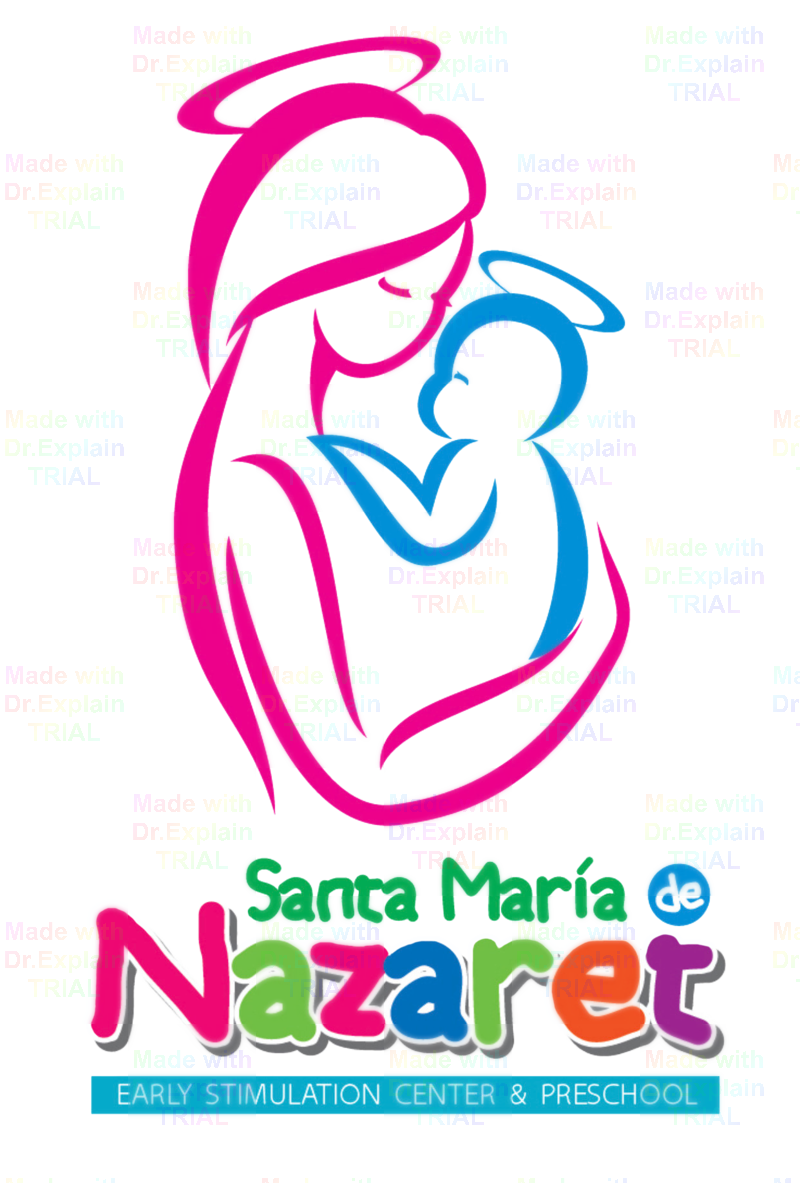 Santa María de
Nazaret
EARLY STIMULATION CENTER & PRESCHOOL
Made with
Dr.Explain
TRIAL